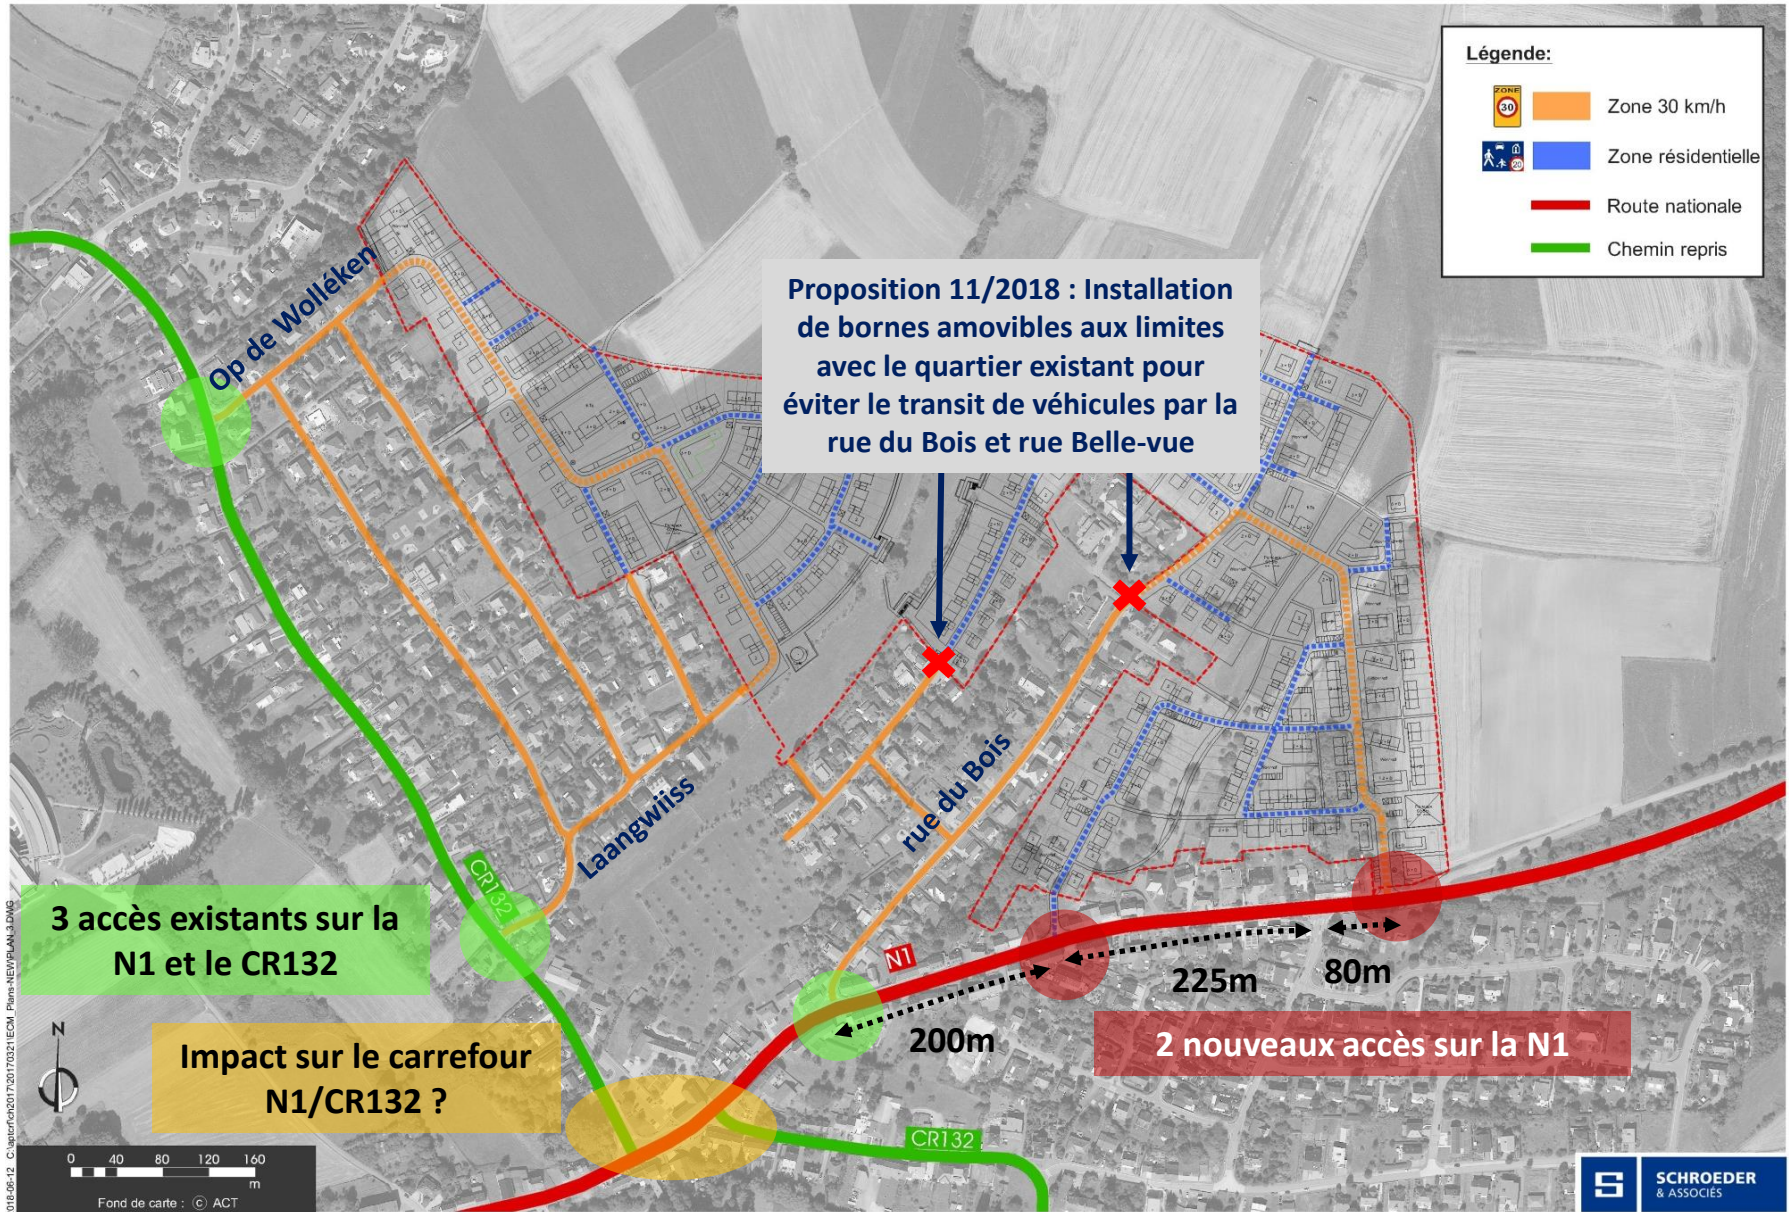 Légende:
ZONE
30
Zone 30 km/h
20
Zone résidentielle
Route nationale
Chemin repris
Op de Wolléken
Proposition 11/2018 : Installation
de bornes amovibles aux limites
avec le quartier existant pour
éviter le transit de véhicules par la
rue du Bois et rue Belle-vue
Laangwiiss
rue du Bois
CR132
3 accès existants sur la
N1 et le CR132
N1
225m
80m
200m
2 nouveaux accès sur la N1
Impact sur le carrefour
N1/CR132 ?
CR132
N
0 40 80 120 160
m
Fond de carte : © ACT
SCHROEDER
& ASSOCIÉS